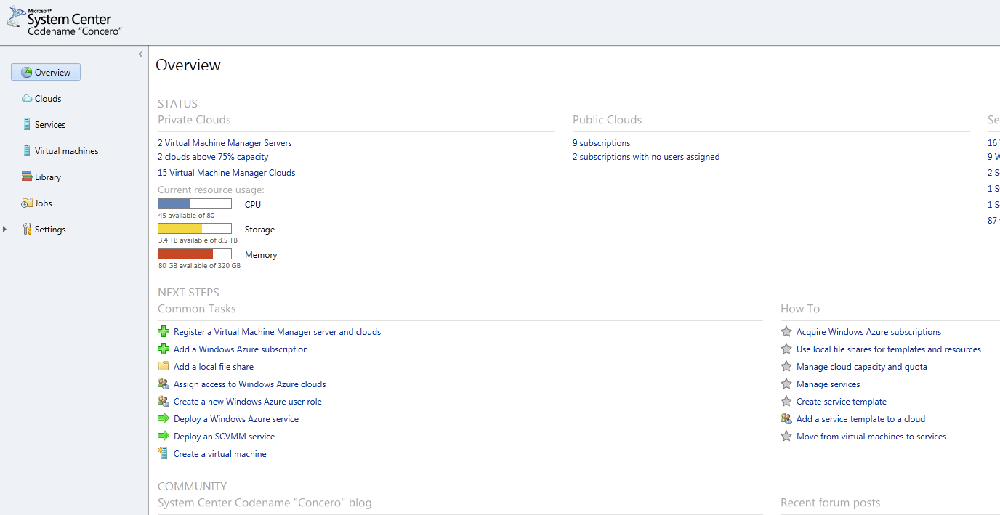 Microsoft®
System Center
Codename "Concero"
Overview
Clouds
Services
Virtual machines
Library
Jobs
Settings
Overview
STATUS
Private Clouds
2 Virtual Machine Manager Servers
2 clouds above 75% capacity
15 Virtual Machine Manager Clouds
Current resource usage:
CPU
45 available of 80
Storage
3.4 TB available of 8.5 TB
Memory
80 GB available of 320 GB
Public Clouds
9 subscriptions
2 subscriptions with no users assigned
Se
16
9 W
2 S
1 S
1 S
87
NEXT STEPS
Common Tasks
Register a Virtual Machine Manager server and clouds
Add a Windows Azure subscription
Add a local file share
Assign access to Windows Azure clouds
Create a new Windows Azure user role
Deploy a Windows Azure service
Deploy an SCVMM service
Create a virtual machine
How To
Acquire Windows Azure subscriptions
Use local file shares for templates and resources
Manage cloud capacity and quota
Manage services
Create service template
Add a service template to a cloud
Move from virtual machines to services
COMMUNITY
System Center Codename "Concero" blog
Recent forum posts